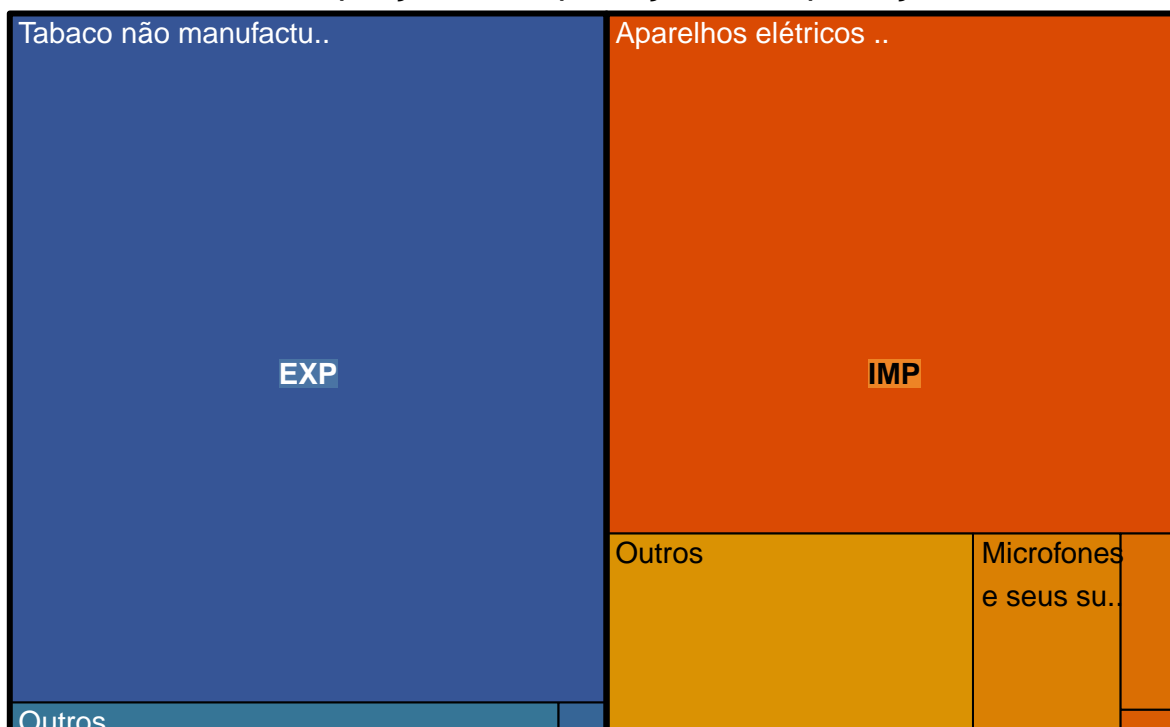 Tabaco não manufactu..
EXP
Outros
Aparelhos elétricos ..
IMP
Outros
Microfones
e seus su..